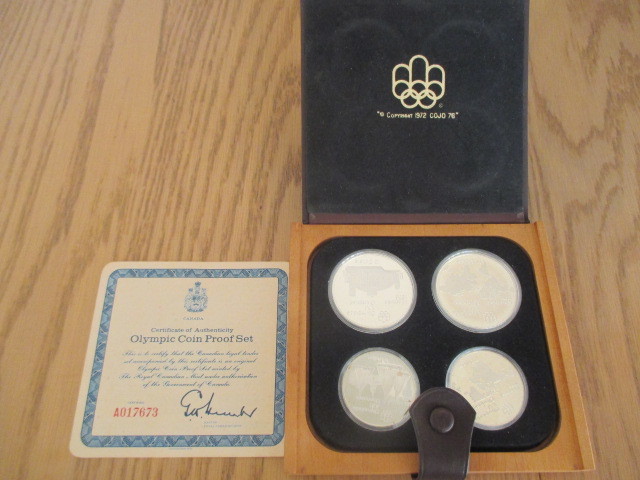 "© COPYRIGHT 1972 COJO 76"
CANADA
Certificate of Authenticity
Olympic Coin Proof Set
This is to certify that the Canadian legal tender
set accompanied by this certificate is an original
Olympic Coin Proof Set minted by
The Royal Canadian Mint under authorization
of the Government of Canada.
A017673